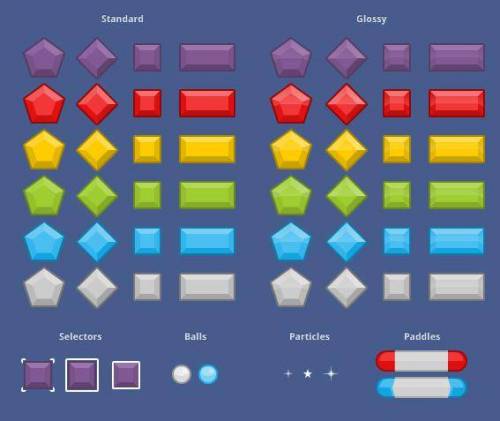 Standard
Glossy
Selectors
Balls
Particles
Paddles